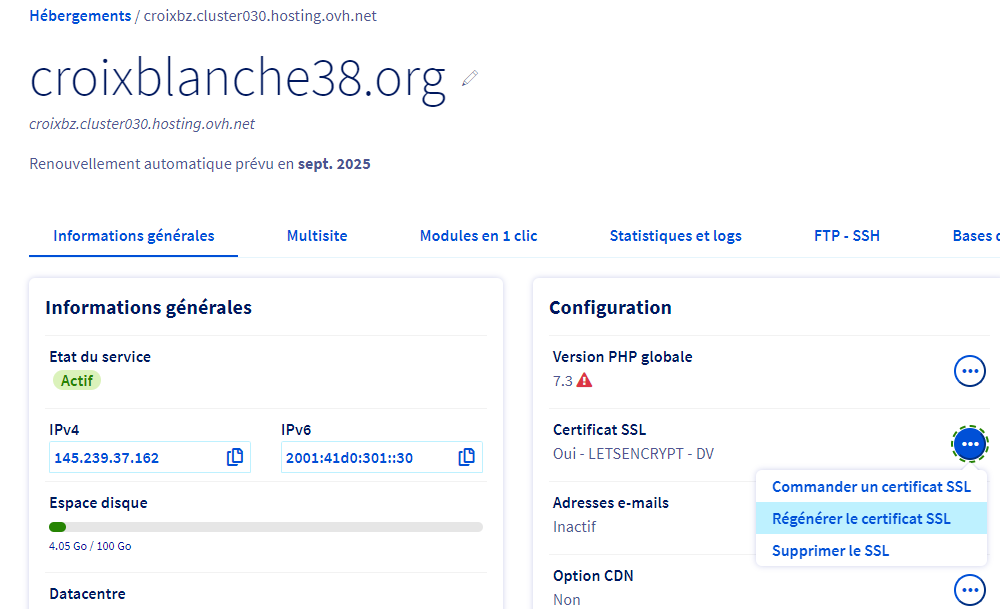 Hébergements / croixbz.cluster030.hosting.ovh.net
croixblanche38.org
croixbz.cluster030.hosting.ovh.net
Renouvellement automatique prévu en sept. 2025
Informations générales Multisite Modules en 1 clic Statistiques et logs FTP - SSH Bases
Informations générales
Etat du service
Actif
IPv4 IPv6
145.239.37.162 2001:41d0:301::30
Espace disque
4.05 Go / 100 Go
Datacentre
Configuration
Version PHP globale
7.3
Certificat SSL
Oui - LETSENCRYPT - DV
Commander un certificat SSL
Régénérer le certificat SSL
Supprimer le SSL
Adresses e-mails
Inactif
Option CDN
Non